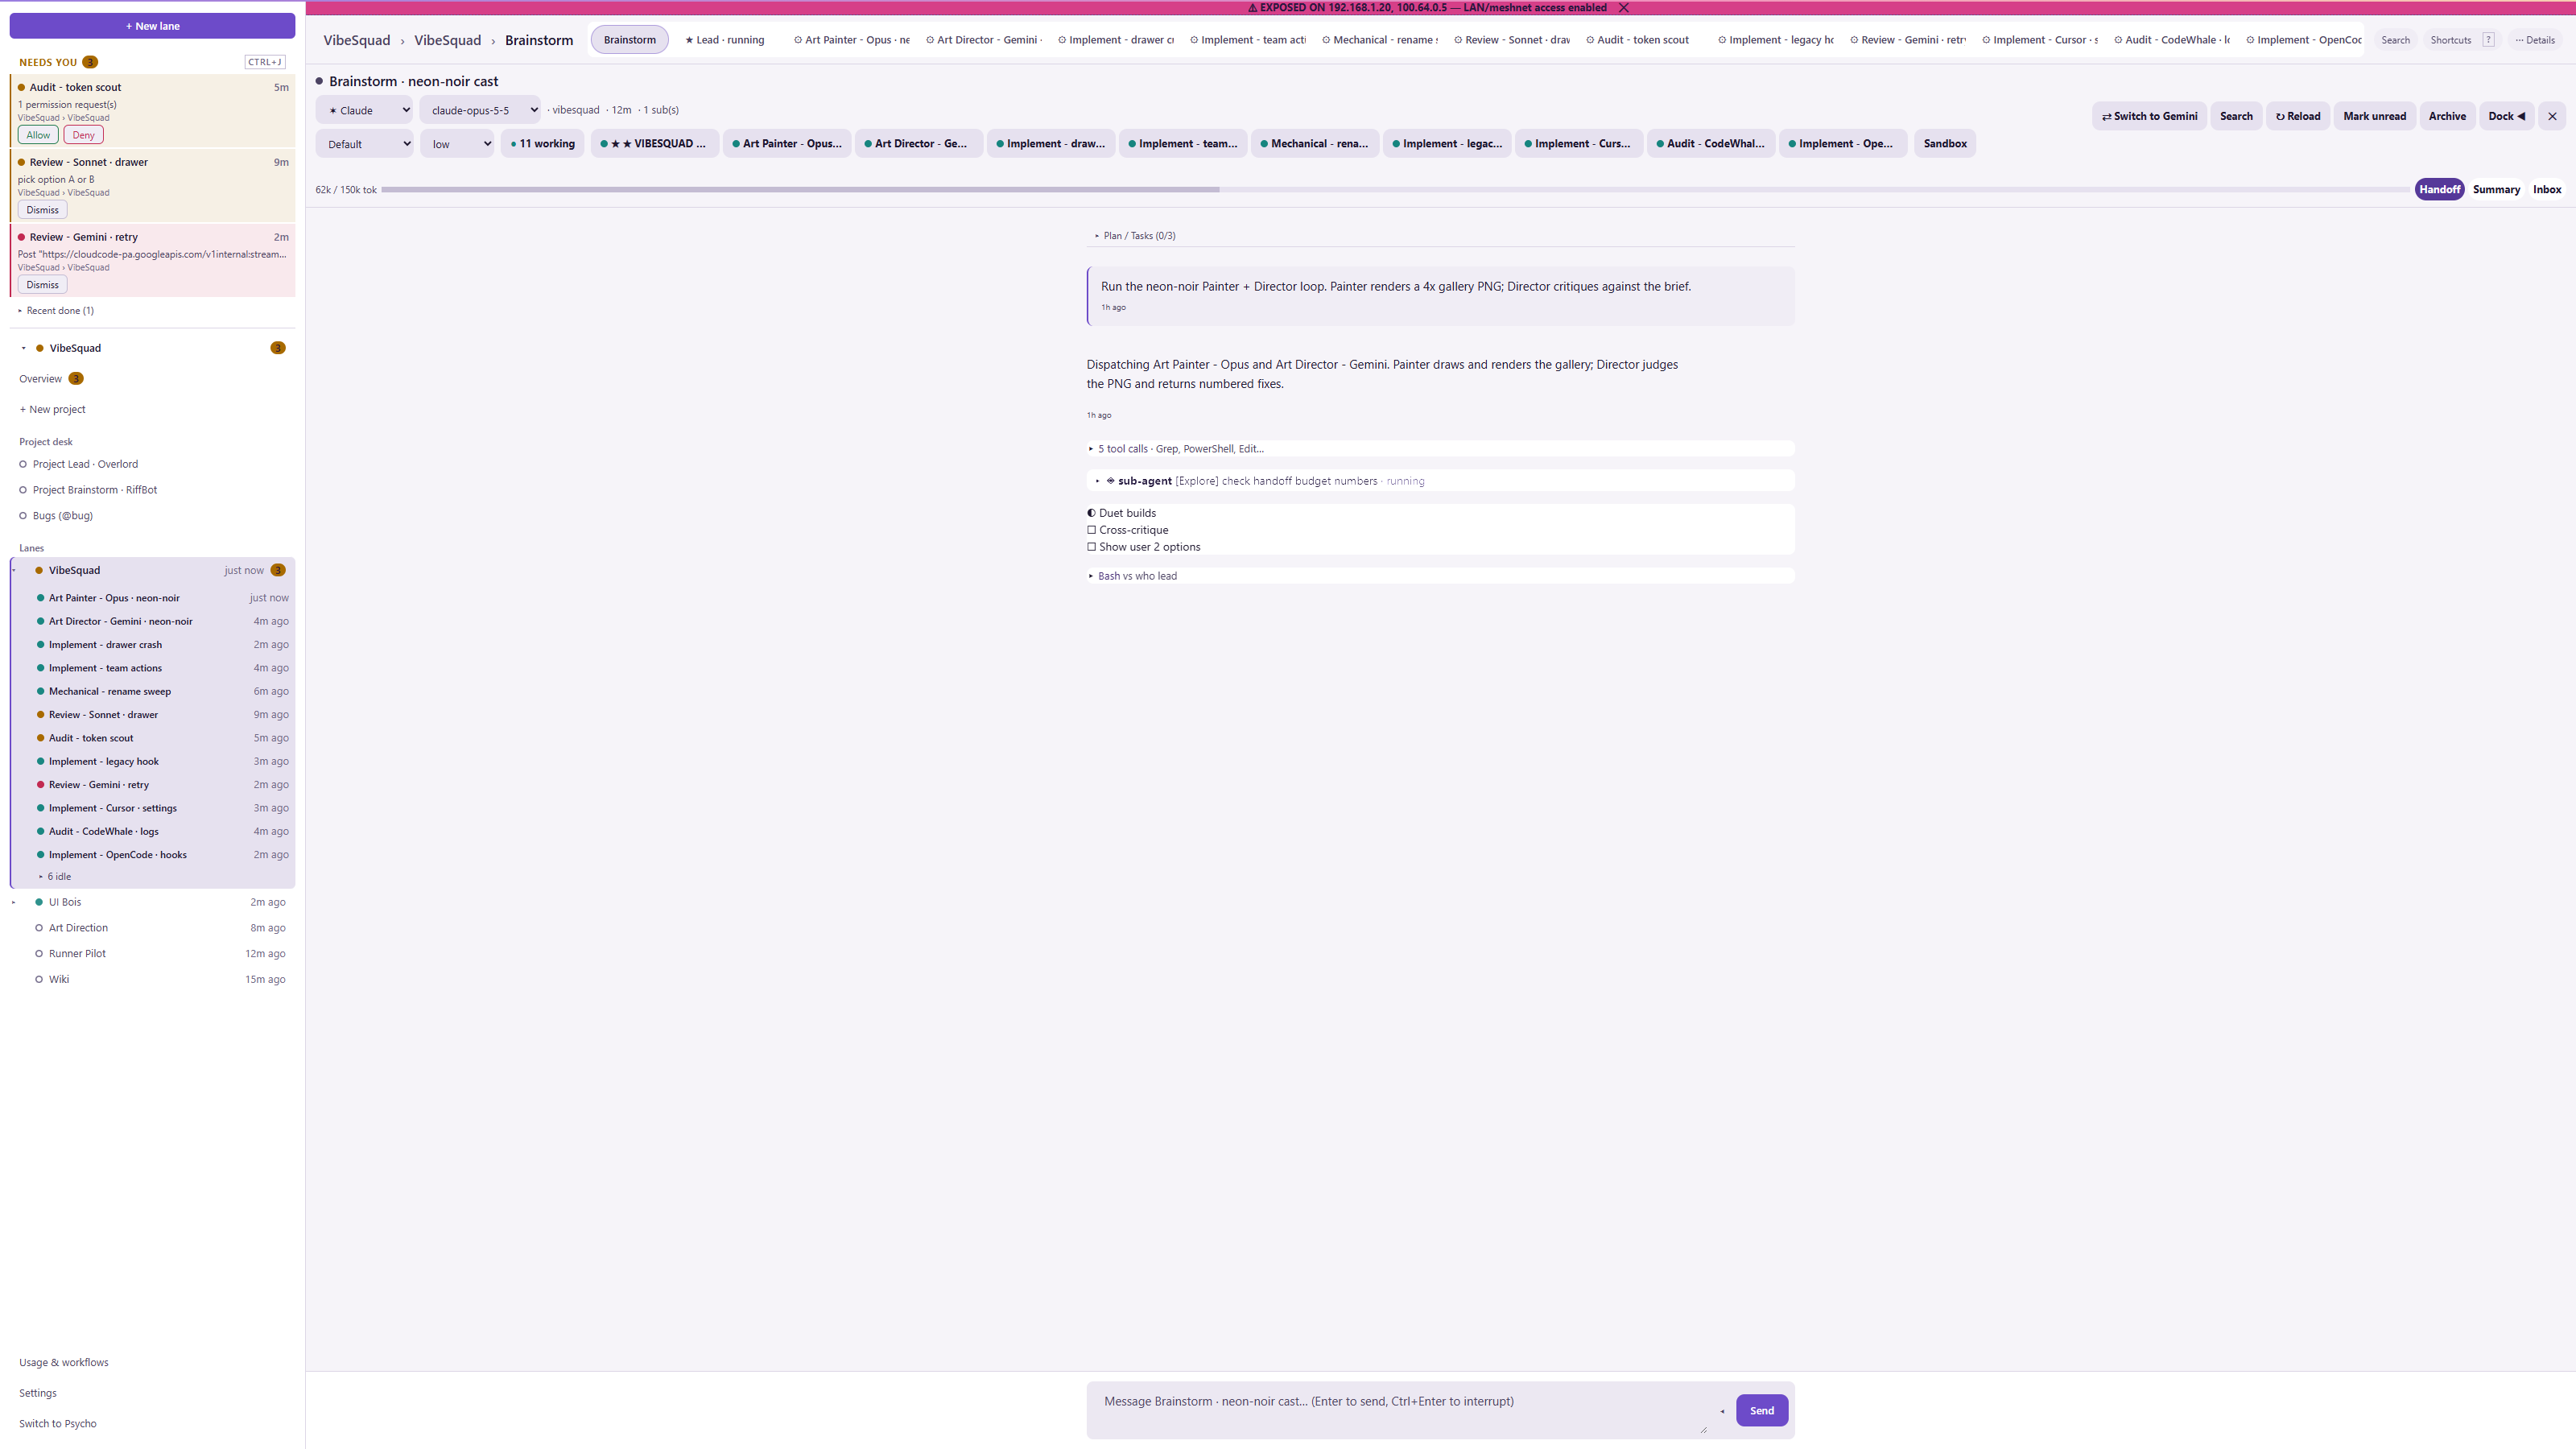 ⚠ EXPOSED ON 192.168.1.20, 100.64.0.5 — LAN/meshnet access enabled ✕
+ New lane
NEEDS YOU 3 CTRL+J
Audit - token scout 5m
1 permission request(s)
VibeSquad › VibeSquad
Allow Deny
Review - Sonnet · drawer 9m
pick option A or B
VibeSquad › VibeSquad
Dismiss
Review - Gemini · retry 2m
Post "https://cloudcode-pa.googleapis.com/v1internal:stream...
VibeSquad › VibeSquad
Dismiss
▸ Recent done (1)
VibeSquad 3
Overview 3
+ New project
Project desk
Project Lead · Overlord
Project Brainstorm · RiffBot
Bugs (@bug)
Lanes
VibeSquad just now 3
Art Painter - Opus · neon-noir just now
Art Director - Gemini · neon-noir 4m ago
Implement - drawer crash 2m ago
Implement - team actions 4m ago
Mechanical - rename sweep 6m ago
Review - Sonnet · drawer 9m ago
Audit - token scout 5m ago
Implement - legacy hook 3m ago
Review - Gemini · retry 2m ago
Implement - Cursor · settings 3m ago
Audit - CodeWhale · logs 4m ago
Implement - OpenCode · hooks 2m ago
▸ 6 idle
UI Bois 2m ago
Art Direction 8m ago
Runner Pilot 12m ago
Wiki 15m ago
Usage & workflows
Settings
Switch to Psycho
VibeSquad › VibeSquad › Brainstorm
Brainstorm ★ Lead · running Art Painter - Opus · ne Art Director - Gemini · Implement - drawer cr Implement - team acti Mechanical - rename s Review - Sonnet · draw Audit - token scout Implement - legacy ho Review - Gemini · retry Implement - Cursor · s Audit - CodeWhale · lo Implement - OpenCoc
Search Shortcuts ? ··· Details
Brainstorm · neon-noir cast
✶ Claude claude-opus-5-5 · vibesquad · 12m · 1 sub(s)
⇄ Switch to Gemini Search ↻ Reload Mark unread Archive Dock ◀ ✕
Default low 11 working ★ ★ VIBESQUAD ... Art Painter - Opus... Art Director - Ge... Implement - draw... Implement - team... Mechanical - rena... Implement - legac... Implement - Curs... Audit - CodeWhal... Implement - Ope... Sandbox
62k / 150k tok Handoff Summary Inbox
▸ Plan / Tasks (0/3)
Run the neon-noir Painter + Director loop. Painter renders a 4x gallery PNG; Director critiques against the brief.
1h ago
Dispatching Art Painter - Opus and Art Director - Gemini. Painter draws and renders the gallery; Director judges
the PNG and returns numbered fixes.
1h ago
▸ 5 tool calls · Grep, PowerShell, Edit...
▸ sub-agent [Explore] check handoff budget numbers · running
◐ Duet builds
☐ Cross-critique
☐ Show user 2 options
▸ Bash vs who lead
Message Brainstorm · neon-noir cast... (Enter to send, Ctrl+Enter to interrupt)
Send